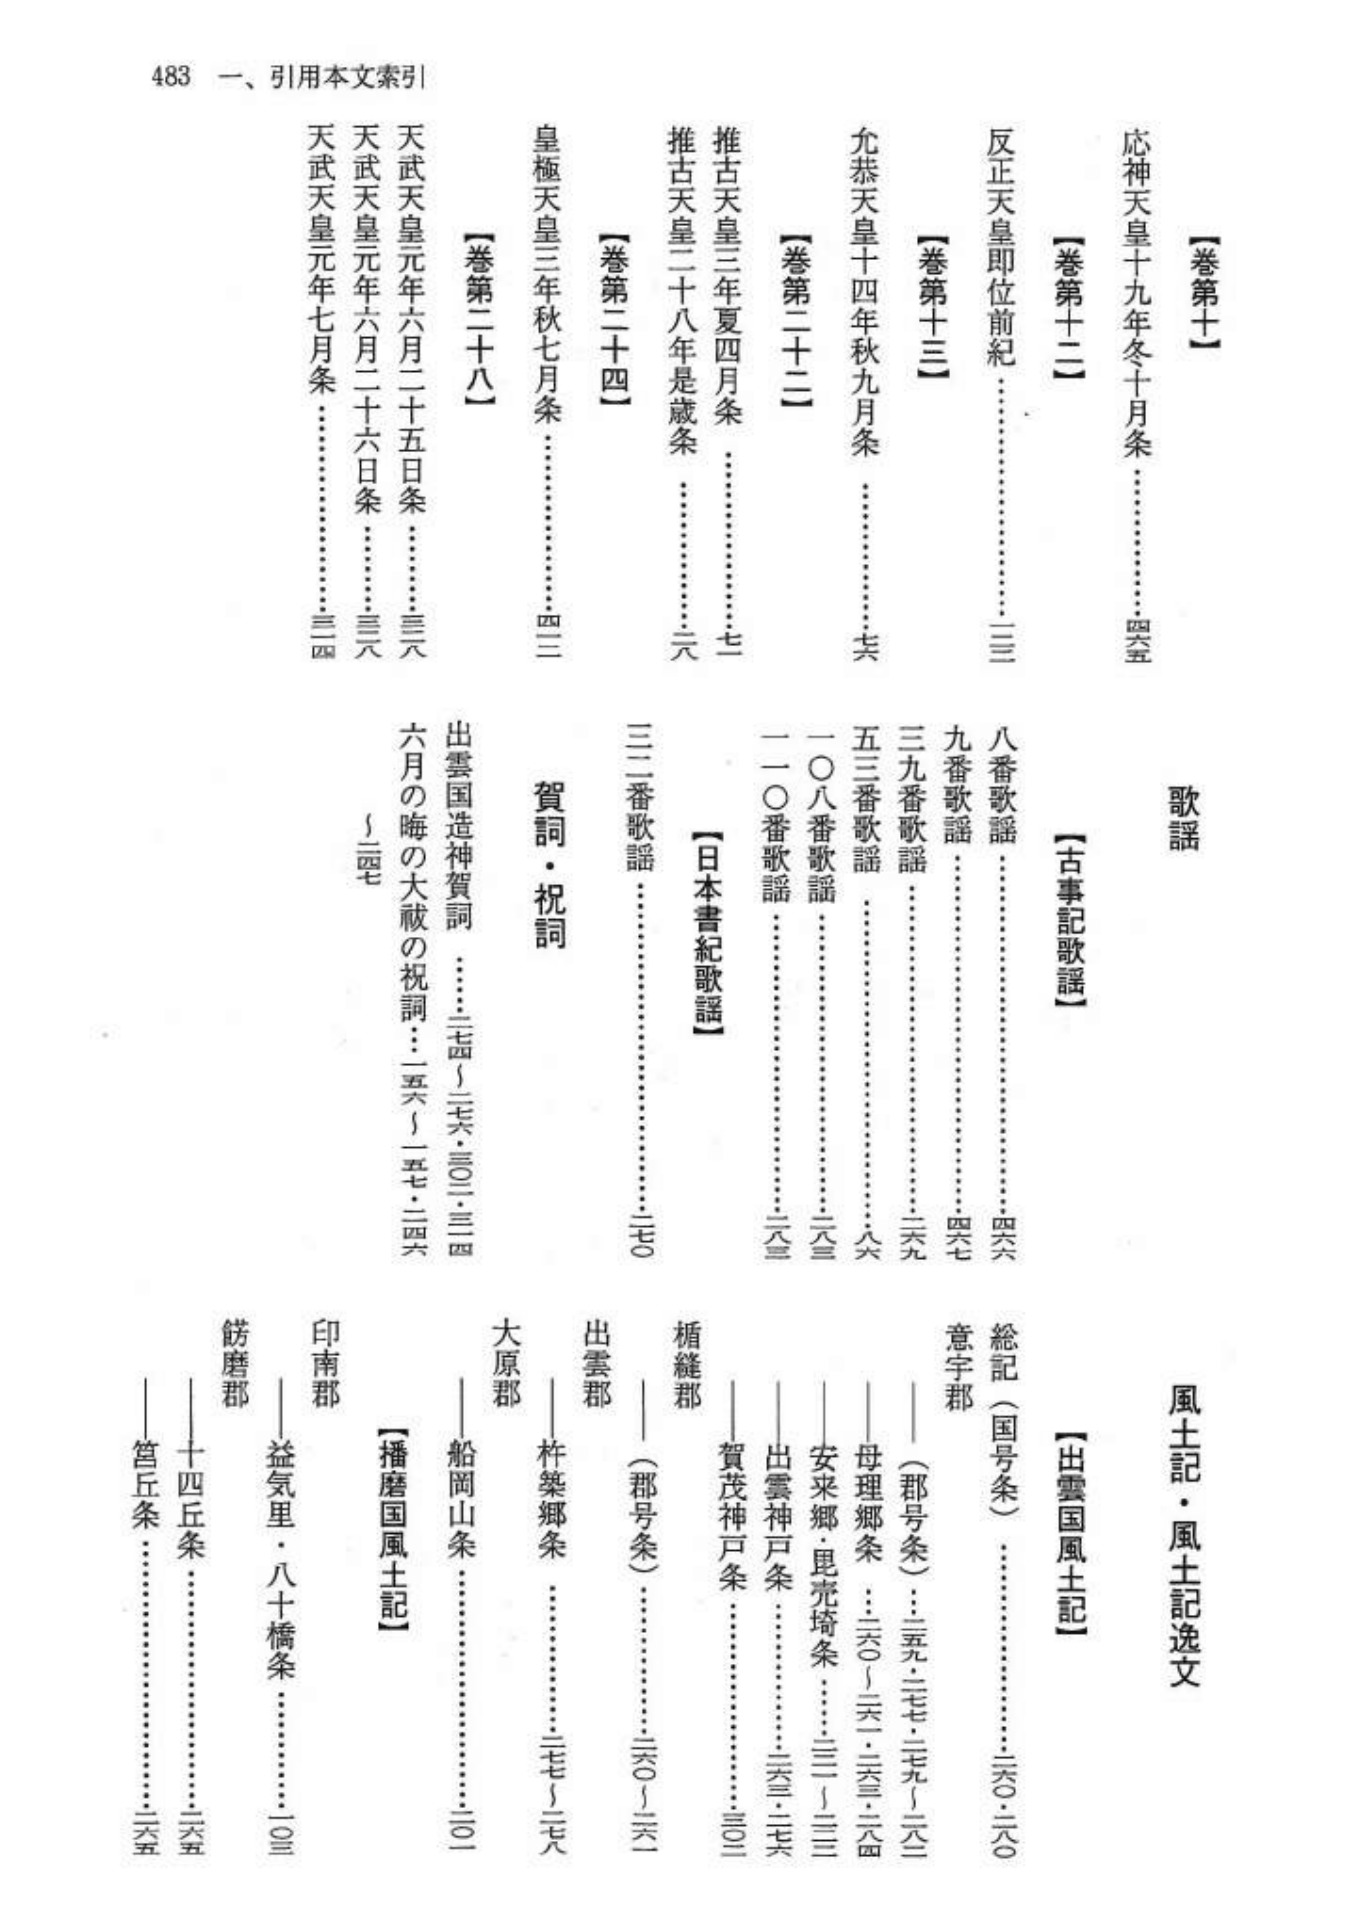 483 一、引用本文索引
【巻第十】
応神天皇十九年冬十月条……………四六五
【巻第十二】
反正天皇即位前紀……………………一三二
【巻第十三】
允恭天皇十四年秋九月条……………七六
【巻第二十二】
推古天皇三年夏四月条………………七一
推古天皇二十八年是歳条……………二八
【巻第二十四】
皇極天皇三年秋七月条………………四一二
【巻第二十八】
天武天皇元年六月二十五日条………三二八
天武天皇元年六月二十六日条………三二八
天武天皇元年七月条…………………三一四
歌謡
【古事記歌謡】
八番歌謡………………………………四六六
九番歌謡………………………………四六七
三九番歌謡……………………………二六九
五三番歌謡……………………………八六
一〇八番歌謡…………………………二八三
一一〇番歌謡…………………………二八三
【日本書紀歌謡】
三二番歌謡……………………………二七〇
賀詞・祝詞
出雲国造神賀詞……二七四〜二七六・三〇二・三一四
六月の晦の大祓の祝詞…一五六〜一五七・二四六
〜二四七
風土記・風土記逸文
【出雲国風土記】
総記（国号条）…………………二六〇・二八〇
意宇郡
――（郡号条）…二五九・二七七・二七九〜二八二
――母理郷条…二六〇〜二六一・二六三・二八四
――安来郷・毘売埼条……二二一〜二二二
――出雲神戸条……………二六三・二七六
――賀茂神戸条…………………三〇二
楯縫郡
――（郡号条）……………二六〇〜二六一
出雲郡
――杵築郷条……………二七七〜二七八
大原郡
――船岡山条……………………二〇一
【播磨国風土記】
印南郡
――益気里・八十橋条…………一〇三
餝磨郡
――十四丘条……………………二六五
――筥丘条………………………二六五